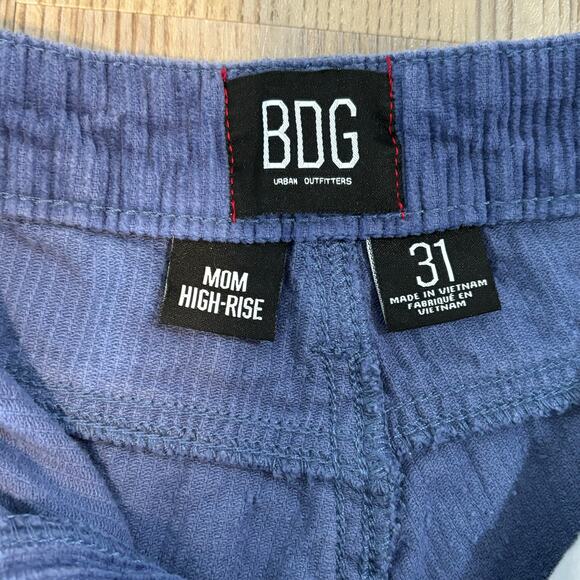 BDG
URBAN OUTFITTERS
MOM
HIGH-RISE
31
MADE IN VIETNAM
FABRIQUÉ EN
VIETNAM